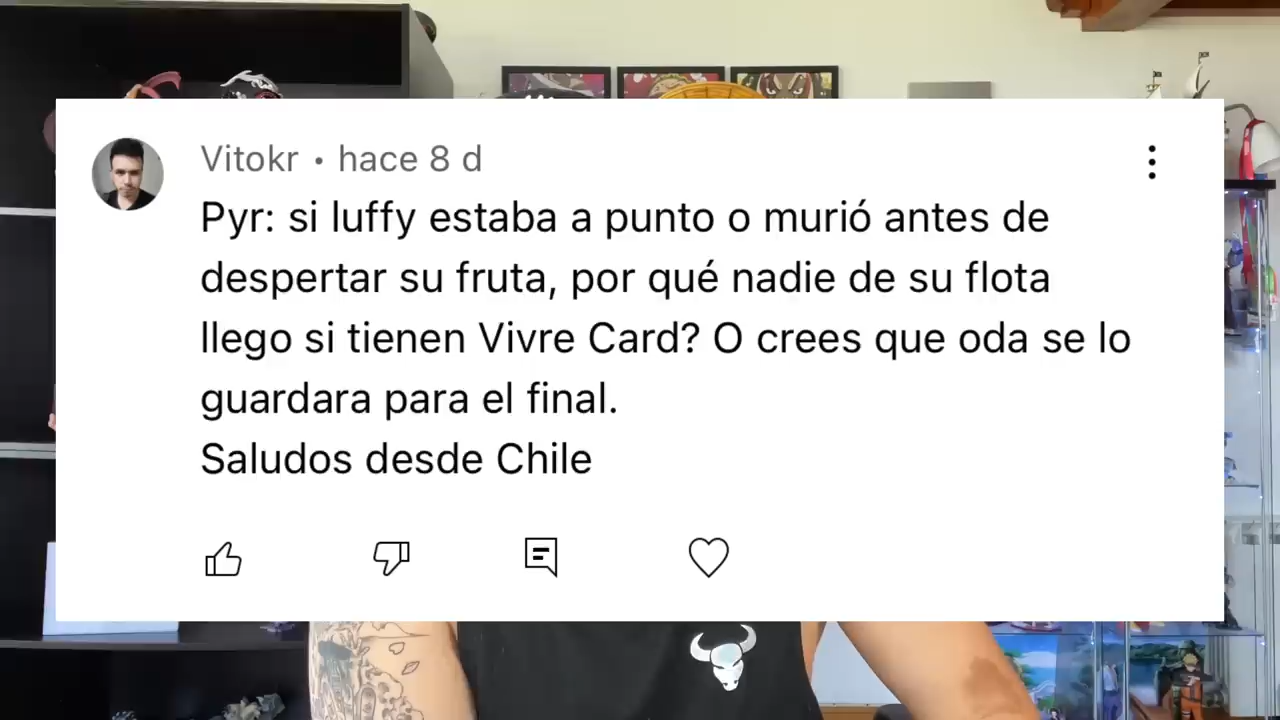 Vitokr • hace 8 d
Pyr: si luffy estaba a punto o murió antes de
despertar su fruta, por qué nadie de su flota
llego si tienen Vivre Card? O crees que oda se lo
guardara para el final.
Saludos desde Chile